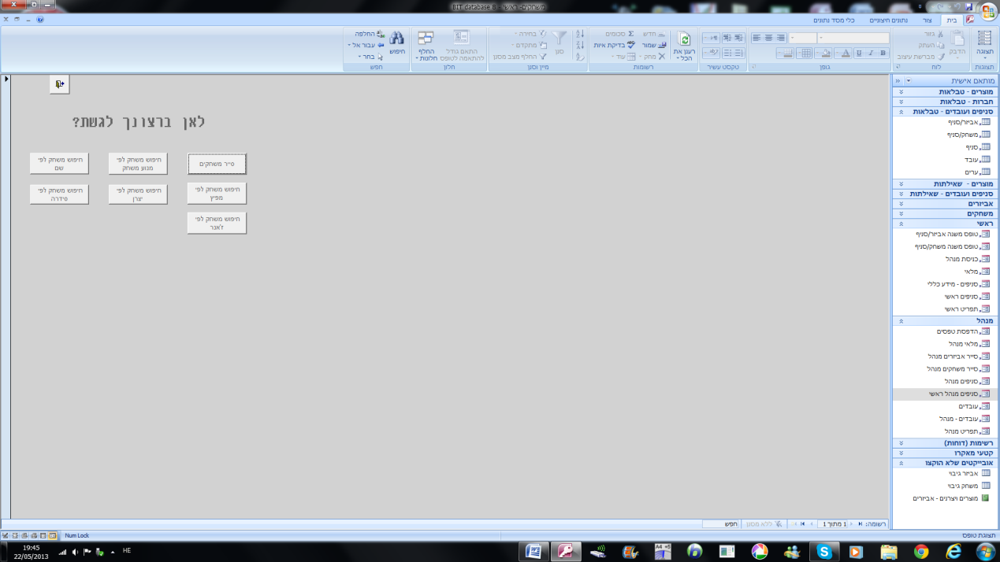 משחקים- ראשי - BIT database 8
בית
צור
נתונים חיצוניים
כלי מסד נתונים
תצוגה
תצוגות
הדבק
גזור
העתק
מברשת עיצוב
לוח
גופן
B I U
טקסט עשיר
רענן את הכל
חדש
שמור
מחק
סכומים
בדיקת איות
עוד
רשומות
סנן
בחירה
מתקדם
החלף מצב מסנן
מיין וסנן
התאם גודל
להתאמה לטופס
החלף
חלונות
חלון
חיפוש
החלפה
עבור אל
בחר
חפש
מותאם אישית
מוצרים - טבלאות
חברות - טבלאות
סניפים ועובדים - טבלאות
אביזר/סניף
משחק/סניף
סניף
עובד
ערים
מוצרים - שאילתות
סניפים ועובדים - שאילתות
אביזרים
משחקים
ראשי
טופס משנה אביזר/סניף
טופס משנה משחק/סניף
כניסת מנהל
מלאי
סניפים - מידע כללי
סניפים ראשי
תפריט ראשי
מנהל
הדפסת טפסים
מלאי מנהל
סייר אביזרים מנהל
סייר משחקים מנהל
סניפים מנהל
סניפים מנהל ראשי
עובדים
עובדים - מנהל
תפריט מנהל
רשימות (דוחות)
קטעי מאקרו
אובייקטים שלא הוקצו
אביזר גיבוי
משחק גיבוי
מוצרים ויצרנים - אביזרים
לאן ברצונך לגשת?
סייר משחקים
חיפוש משחק לפי
מנוע משחק
חיפוש משחק לפי
שם
חיפוש משחק לפי
מפיץ
חיפוש משחק לפי
יצרן
חיפוש משחק לפי
סידרה
חיפוש משחק לפי
ז'אנר
רשומה: 1 מתוך 1 ללא מסנן חפש
תצוגת טופס
Num Lock
19:45
22/05/2013
HE
A4 +5